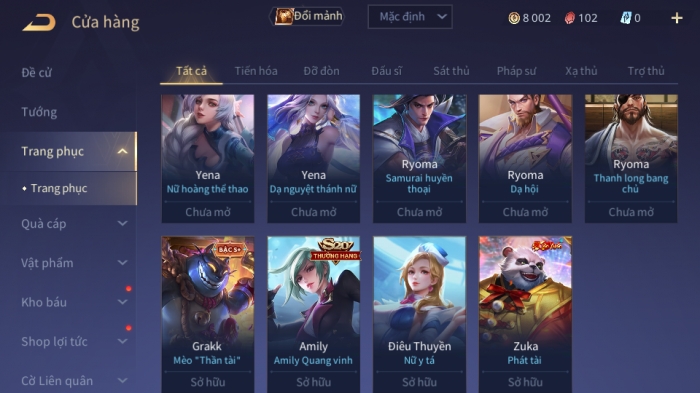 Cửa hàng
Đổi mảnh
Mặc định
8 002
102
0
+
Đề cử
Tướng
Trang phục
Trang phục
Quà cáp
Vật phẩm
Kho báu
Shop lợi tức
Cờ Liên quân
Tất cả
Tiến hóa
Đỡ đòn
Đấu sĩ
Sát thủ
Pháp sư
Xạ thủ
Trợ thủ
Yena
Nữ hoàng thể thao
Chưa mở
Yena
Dạ nguyệt thánh nữ
Chưa mở
Ryoma
Samurai huyền
thoại
Chưa mở
Ryoma
Dạ hội
Chưa mở
Ryoma
Thanh long bang
chủ
Chưa mở
BẬC S+
Grakk
Mèo "Thần tài"
Sở hữu
S20
THƯỞNG HẠNG
Amily
Amily Quang vinh
Sở hữu
Điêu Thuyền
Nữ y tá
Sở hữu
Zuka
Phát tài
Sở hữu